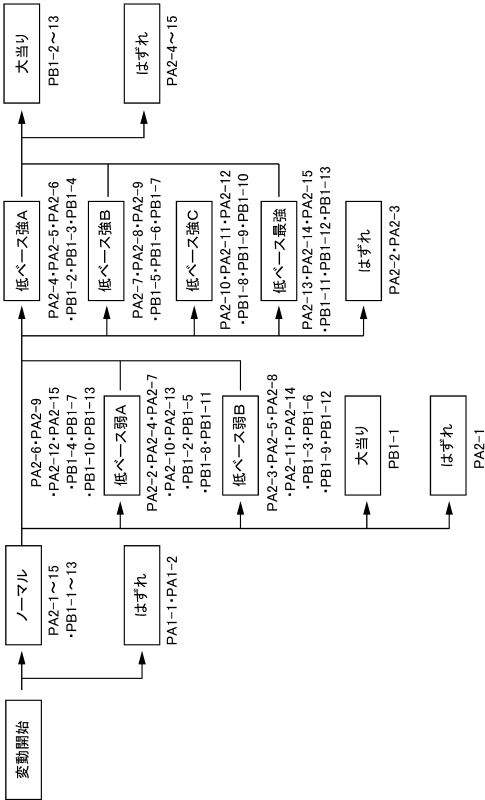 変動開始
ノーマル
PA2-1～15
・PB1-1～13
はずれ
PA1-1・PA1-2
PA2-6・PA2-9
・PA2-12・PA2-15
・PB1-4・PB1-7
・PB1-10・PB1-13
低ベース弱A
PA2-2・PA2-4・PA2-7
・PA2-10・PA2-13
・PB1-2・PB1-5
・PB1-8・PB1-11
低ベース弱B
PA2-3・PA2-5・PA2-8
・PA2-11・PA2-14
・PB1-3・PB1-6
・PB1-9・PB1-12
大当り
PB1-1
はずれ
PA2-1
低ベース強A
PA2-4・PA2-5・PA2-6
・PB1-2・PB1-3・PB1-4
低ベース強B
PA2-7・PA2-8・PA2-9
・PB1-5・PB1-6・PB1-7
低ベース強C
PA2-10・PA2-11・PA2-12
・PB1-8・PB1-9・PB1-10
低ベース最強
PA2-13・PA2-14・PA2-15
・PB1-11・PB1-12・PB1-13
はずれ
PA2-2・PA2-3
大当り
PB1-2～13
はずれ
PA2-4～15